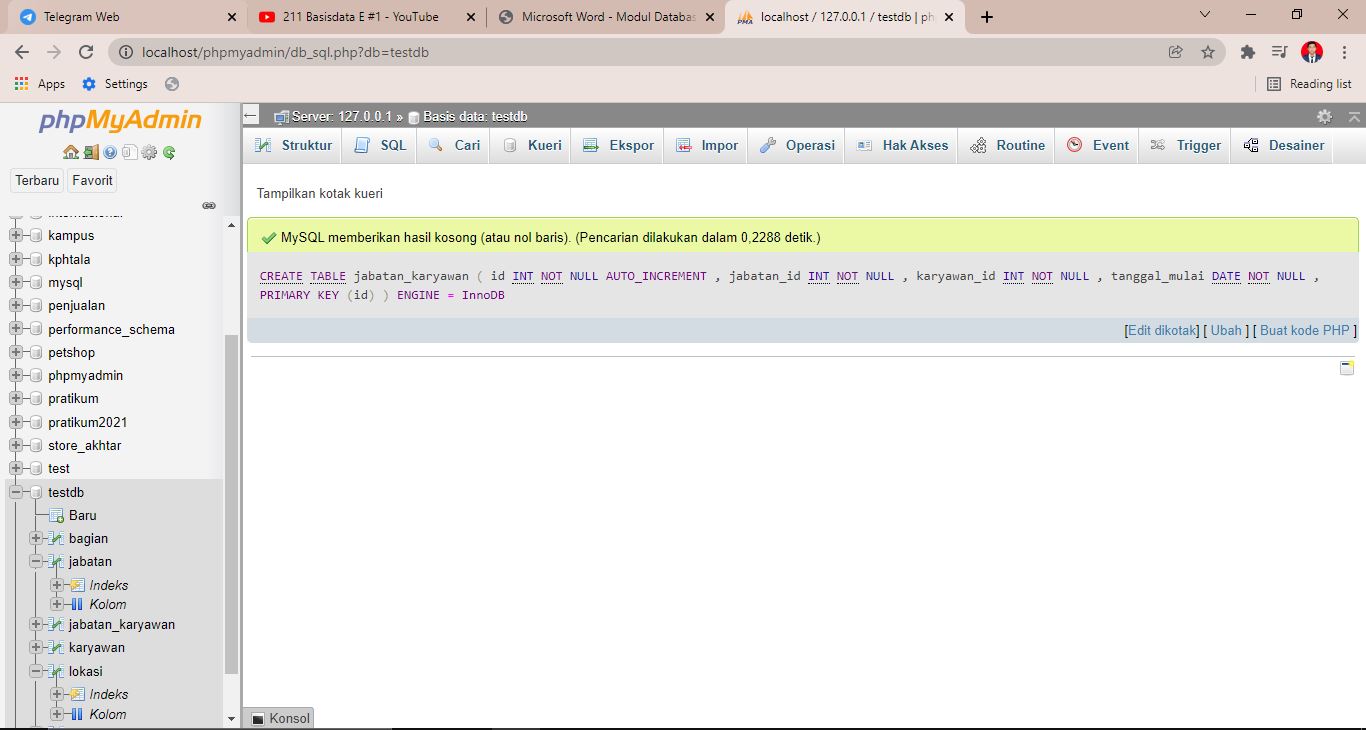 Telegram Web
211 Basisdata E #1 - YouTube
Microsoft Word - Modul Databas
localhost / 127.0.0.1 / testdb | ph
localhost/phpmyadmin/db_sql.php?db=testdb
Apps
Settings
Reading list
phpMyAdmin
Terbaru
Favorit
kampus
kphtala
mysql
penjualan
performance_schema
petshop
phpmyadmin
pratikum
pratikum2021
store_akhtar
test
testdb
Baru
bagian
jabatan
Indeks
Kolom
jabatan_karyawan
karyawan
lokasi
Indeks
Kolom
Server: 127.0.0.1 » Basis data: testdb
Struktur
SQL
Cari
Kueri
Ekspor
Impor
Operasi
Hak Akses
Routine
Event
Trigger
Desainer
Tampilkan kotak kueri
MySQL memberikan hasil kosong (atau nol baris). (Pencarian dilakukan dalam 0,2288 detik.)
CREATE TABLE jabatan_karyawan ( id INT NOT NULL AUTO_INCREMENT , jabatan_id INT NOT NULL , karyawan_id INT NOT NULL , tanggal_mulai DATE NOT NULL ,
PRIMARY KEY (id) ) ENGINE = InnoDB
[Edit dikotak] [ Ubah ] [ Buat kode PHP ]
Konsol